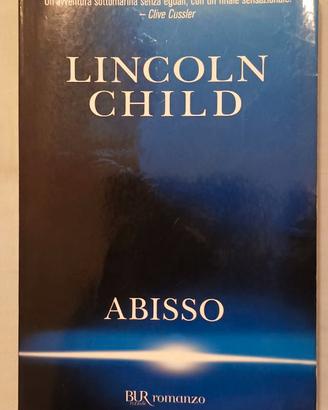 Un'avventura sottomarina senza eguali, con un finale sensazionale.
– Clive Cussler
LINCOLN
CHILD
ABISSO
BUR romanzo